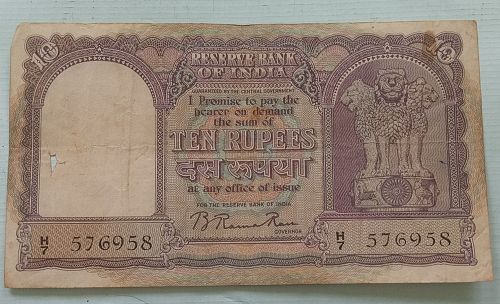 10
10
RESERVE BANK
OF INDIA
GUARANTEED BY THE CENTRAL GOVERNMENT
I Promise to pay the
bearer on demand
the sum of
TEN RUPEES
दस रूपया
at any office of issue
FOR THE RESERVE BANK OF INDIA
B Rama Rau
GOVERNOR
H/7 576958
H/7 576958